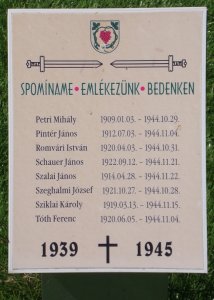 SPOMÍNAME • EMLÉKEZÜNK • BEDENKEN
Petri Mihály 1909.01.03. - 1944.10.29.
Pintér János 1912.07.03. - 1944.11.04.
Romvári István 1920.04.03. - 1944.10.31.
Schauer János 1922.09.12. - 1944.11.21.
Szalai János 1914.04.28. - 1944.11.22.
Szeghalmi József 1921.10.27. - 1944.10.28.
Sziklai Károly 1919.03.13. - 1944.11.15.
Tóth Ferenc 1920.06.05. - 1944.11.04.
1939 1945